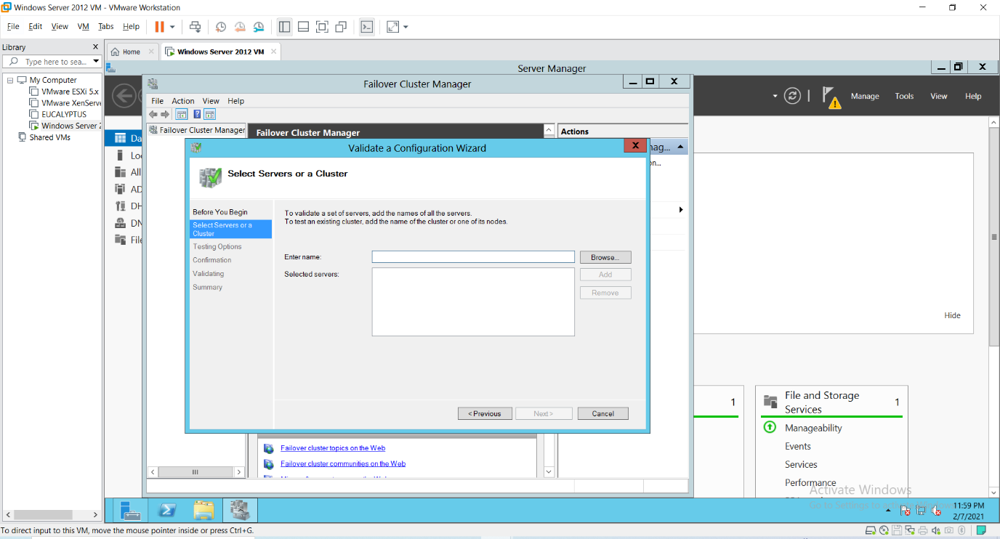 Windows Server 2012 VM - VMware Workstation
File Edit View VM Tabs Help
Library
Type here to sea...
Home
Windows Server 2012 VM
My Computer
VMware ESXi 5.x
VMware XenServe
EUCALYPTUS
Windows Server 2
Shared VMs
Server Manager
Manage Tools View Help
Failover Cluster Manager
File Action View Help
Failover Cluster Manager
Failover Cluster Manager
Actions
Da
Lo
All
AD
DH
DN
File
nag...
on...
Validate a Configuration Wizard
Select Servers or a Cluster
Before You Begin
Select Servers or a
Cluster
Testing Options
Confirmation
Validating
Summary
To validate a set of servers, add the names of all the servers.
To test an existing cluster, add the name of the cluster or one of its nodes.
Enter name:
Browse...
Selected servers:
Add
Remove
< Previous
Next >
Cancel
Hide
Failover cluster topics on the Web
Failover cluster communities on the Web
1
File and Storage
Services
1
Manageability
Events
Services
Performance
Activate Windows
Go to Settings to
11:59 PM
2/7/2021
To direct input to this VM, move the mouse pointer inside or press Ctrl+G.